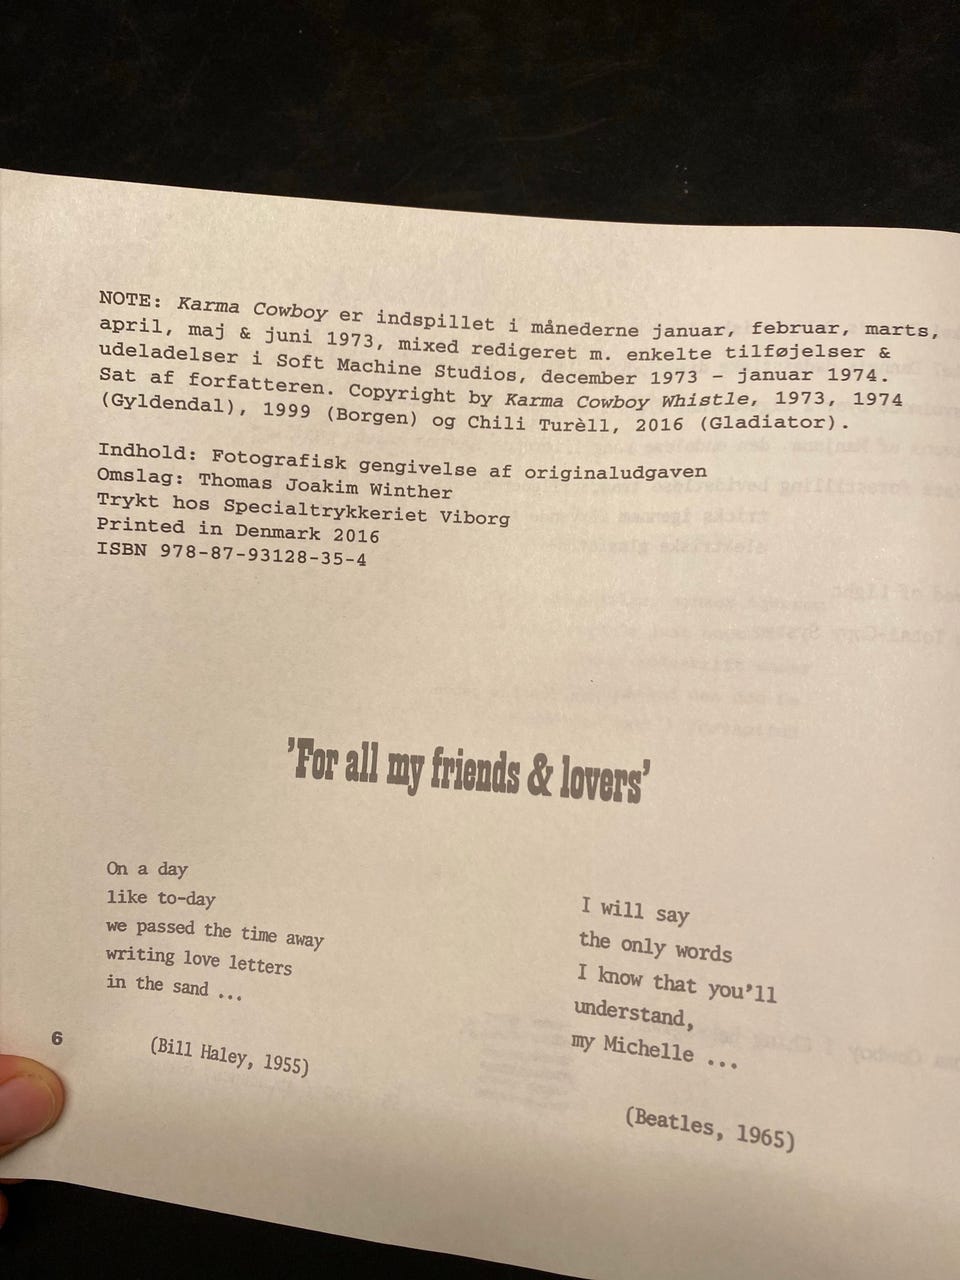 NOTE: Karma Cowboy er indspillet i månederne januar, februar, marts,
april, maj & juni 1973, mixed redigeret m. enkelte tilføjelser &
udeladelser i Soft Machine Studios, december 1973 – januar 1974.
Sat af forfatteren. Copyright by Karma Cowboy Whistle, 1973, 1974
(Gyldendal), 1999 (Borgen) og Chili Turèll, 2016 (Gladiator).
Indhold: Fotografisk gengivelse af originaludgaven
Omslag: Thomas Joakim Winther
Trykt hos Specialtrykkeriet Viborg
Printed in Denmark 2016
ISBN 978-87-93128-35-4
'For all my friends & lovers'
On a day
like to-day
we passed the time away
writing love letters
in the sand ...
(Bill Haley, 1955)
I will say
the only words
I know that you'll
understand,
my Michelle ...
(Beatles, 1965)
6